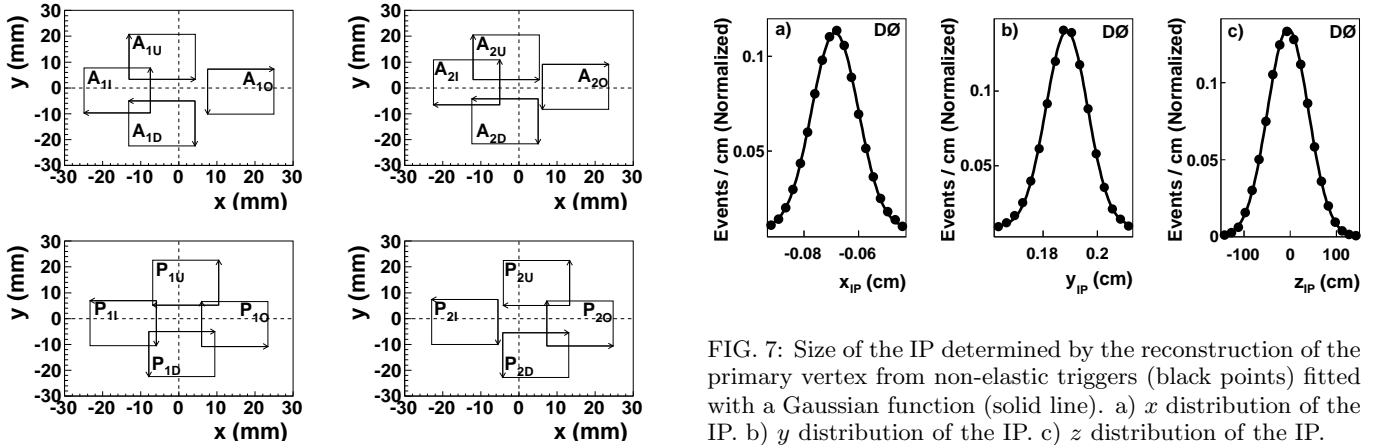 y (mm)
30
20
10
0
-10
-20
30
A1U
A1I
A1O
A1D
-30 -20 -10 0 10 20 30
x (mm)
y (mm)
30
20
10
0
-10
-20
30
A2U
A2I
A2O
A2D
-30 -20 -10 0 10 20 30
x (mm)
y (mm)
30
20
10
0
-10
-20
30
P1U
P1I
P1O
P1D
-30 -20 -10 0 10 20 30
x (mm)
y (mm)
30
20
10
0
-10
-20
30
P2U
P2I
P2O
P2D
-30 -20 -10 0 10 20 30
x (mm)
Events / cm (Normalized)
a) DØ
0.1
0.05
-0.08 -0.06
xIP (cm)
Events / cm (Normalized)
b) DØ
0.1
0.05
0.18 0.2
yIP (cm)
Events / cm (Normalized)
c) DØ
0.1
0.05
0
-100 0 100
zIP (cm)
FIG. 7: Size of the IP determined by the reconstruction of the
primary vertex from non-elastic triggers (black points) fitted
with a Gaussian function (solid line). a) x distribution of the
IP. b) y distribution of the IP. c) z distribution of the IP.